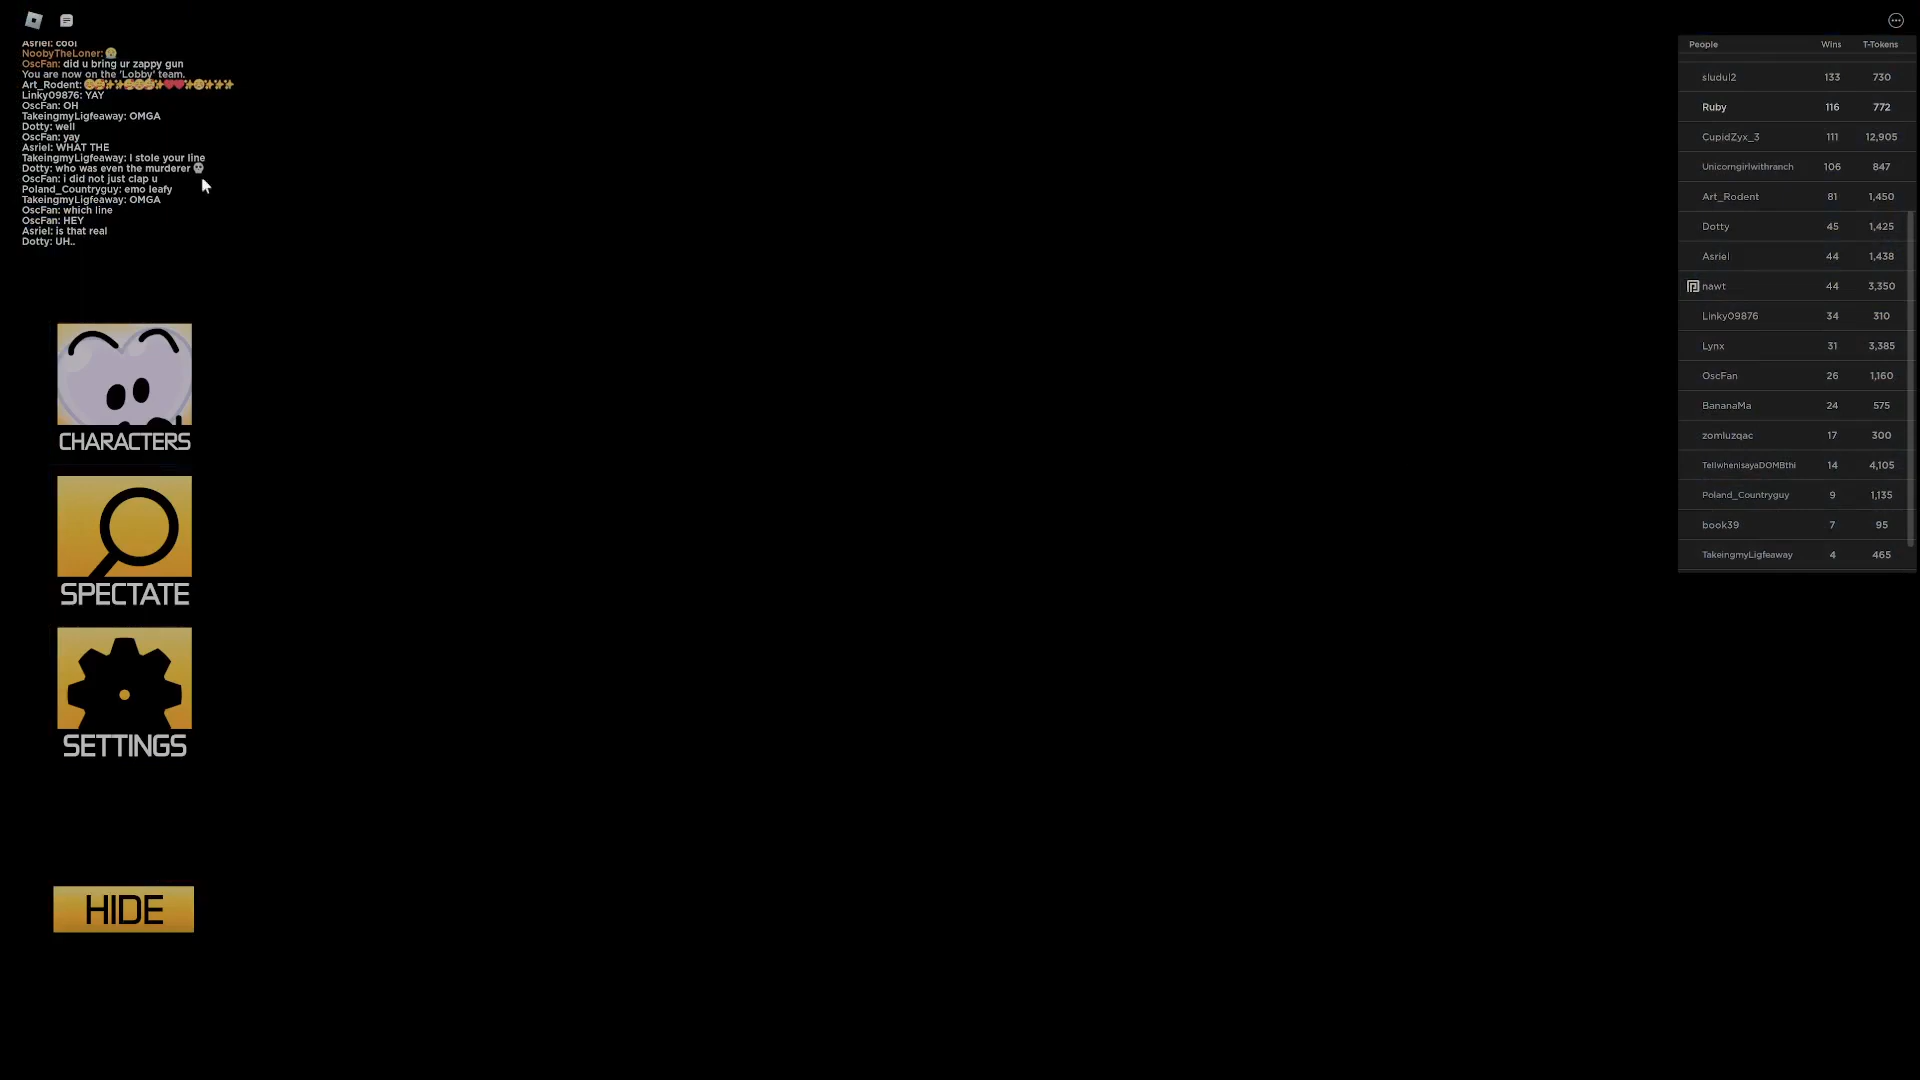 Asriel: cool
NoobyTheLoner: 🤢
OscFan: did u bring ur zappy gun
You are now on the 'Lobby' team.
Linky09876: YAY
OscFan: OH
TakeingmyLigfeaway: OMGA
Dotty: well
OscFan: yay
Asriel: WHAT THE
TakeingmyLigfeaway: I stole your line
Dotty: who was even the murderer 💀
OscFan: i did not just clap u
Poland_Countryguy: emo leafy
TakeingmyLigfeaway: OMGA
OscFan: which line
OscFan: HEY
Asriel: is that real
Dotty: UH..
Art_Rodent:
CHARACTERS
SPECTATE
SETTINGS
HIDE
People Wins T-Tokens
sludul2 133 730
Ruby 116 772
CupidZyx_3 111 12,905
Unicorngirlwithranch 106 847
Art_Rodent 81 1,450
Dotty 45 1,425
Asriel 44 1,438
nawt 44 3,350
Linky09876 34 310
Lynx 31 3,385
OscFan 26 1,160
BananaMa 24 575
zomluzqac 17 300
TellwhenisayaDOMBthi 14 4,105
Poland_Countryguy 9 1,135
book39 7 95
TakeingmyLigfeaway 4 465